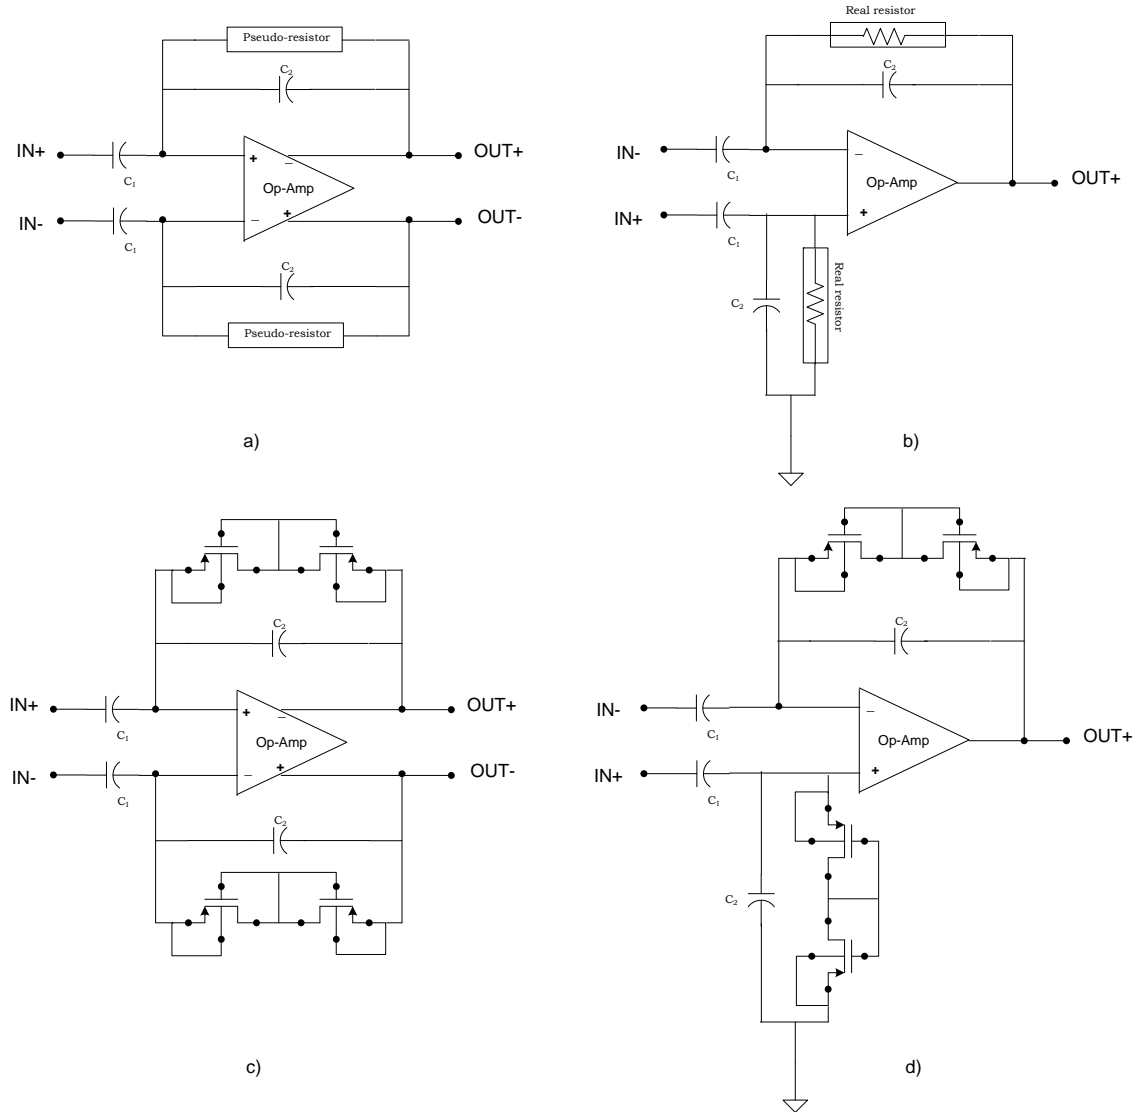 Pseudo-resistor
C2
IN+
C1
+
−
Op-Amp
OUT+
IN-
C1
−
+
OUT-
C2
Pseudo-resistor
a)
Real resistor
C2
IN-
C1
−
Op-Amp
OUT+
IN+
C1
+
C2
Real resistor
b)
C2
IN+
C1
+
−
Op-Amp
OUT+
IN-
C1
−
+
OUT-
C2
c)
C2
IN-
C1
−
Op-Amp
OUT+
IN+
C1
+
C2
d)